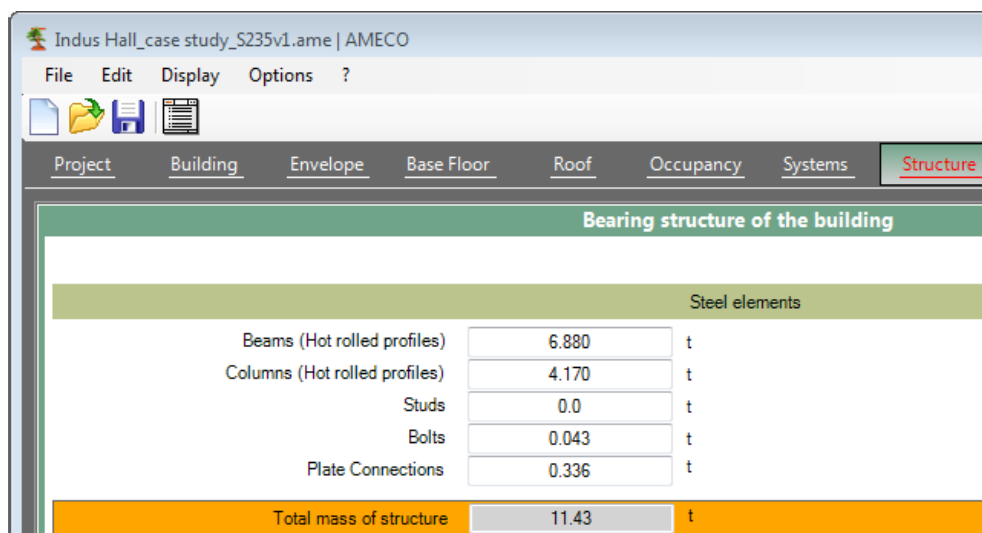 Indus Hall_case study_S235v1.ame | AMECO
File Edit Display Options ?
Project Building Envelope Base Floor Roof Occupancy Systems Structure
Bearing structure of the building
Steel elements
Beams (Hot rolled profiles) 6.880 t
Columns (Hot rolled profiles) 4.170 t
Studs 0.0 t
Bolts 0.043 t
Plate Connections 0.336 t
Total mass of structure 11.43 t